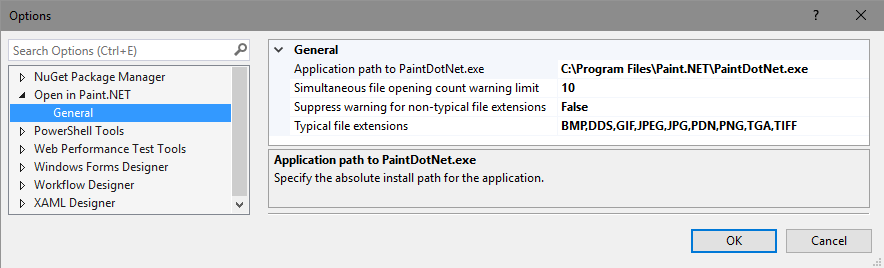 Options
?
Search Options (Ctrl+E)
NuGet Package Manager
Open in Paint.NET
General
PowerShell Tools
Web Performance Test Tools
Windows Forms Designer
Workflow Designer
XAML Designer
General
Application path to PaintDotNet.exe C:\Program Files\Paint.NET\PaintDotNet.exe
Simultaneous file opening count warning limit 10
Suppress warning for non-typical file extensions False
Typical file extensions BMP,DDS,GIF,JPEG,JPG,PDN,PNG,TGA,TIFF
Application path to PaintDotNet.exe
Specify the absolute install path for the application.
OK
Cancel